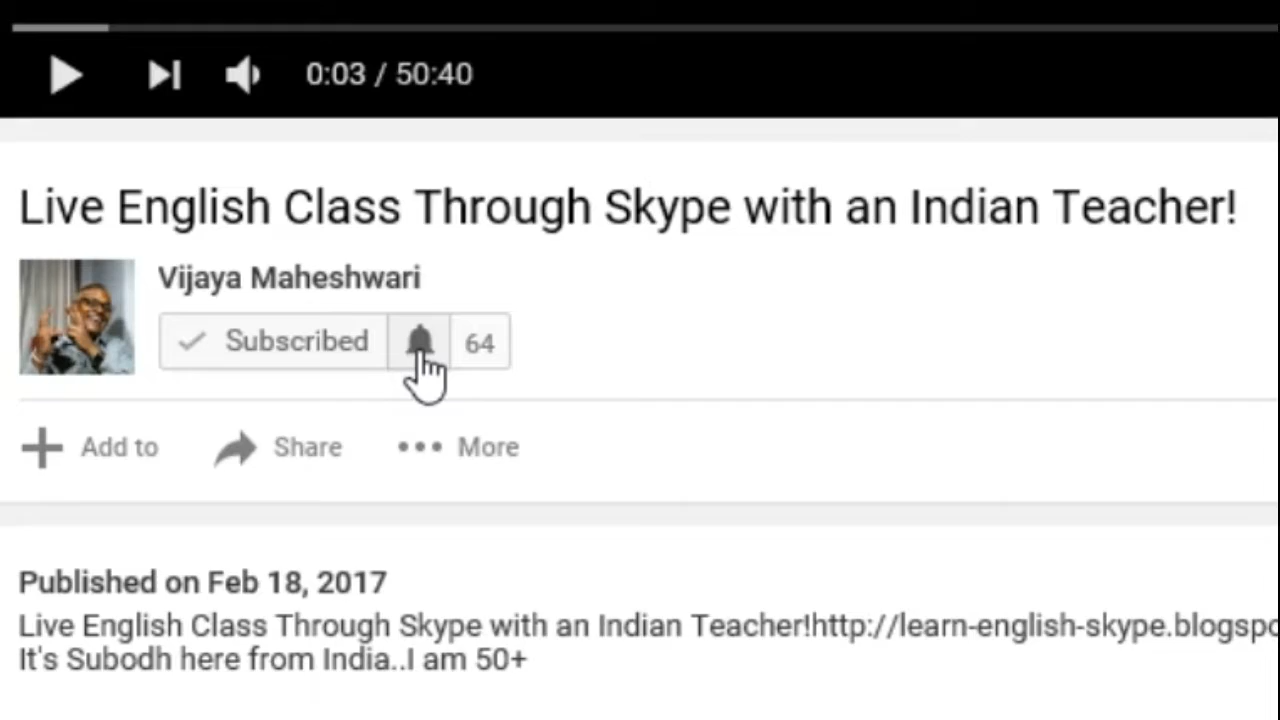 0:03 / 50:40
Live English Class Through Skype with an Indian Teacher!
Vijaya Maheshwari
Subscribed 64
Add to Share More
Published on Feb 18, 2017
Live English Class Through Skype with an Indian Teacher!http://learn-english-skype.blogspo
It's Subodh here from India..I am 50+